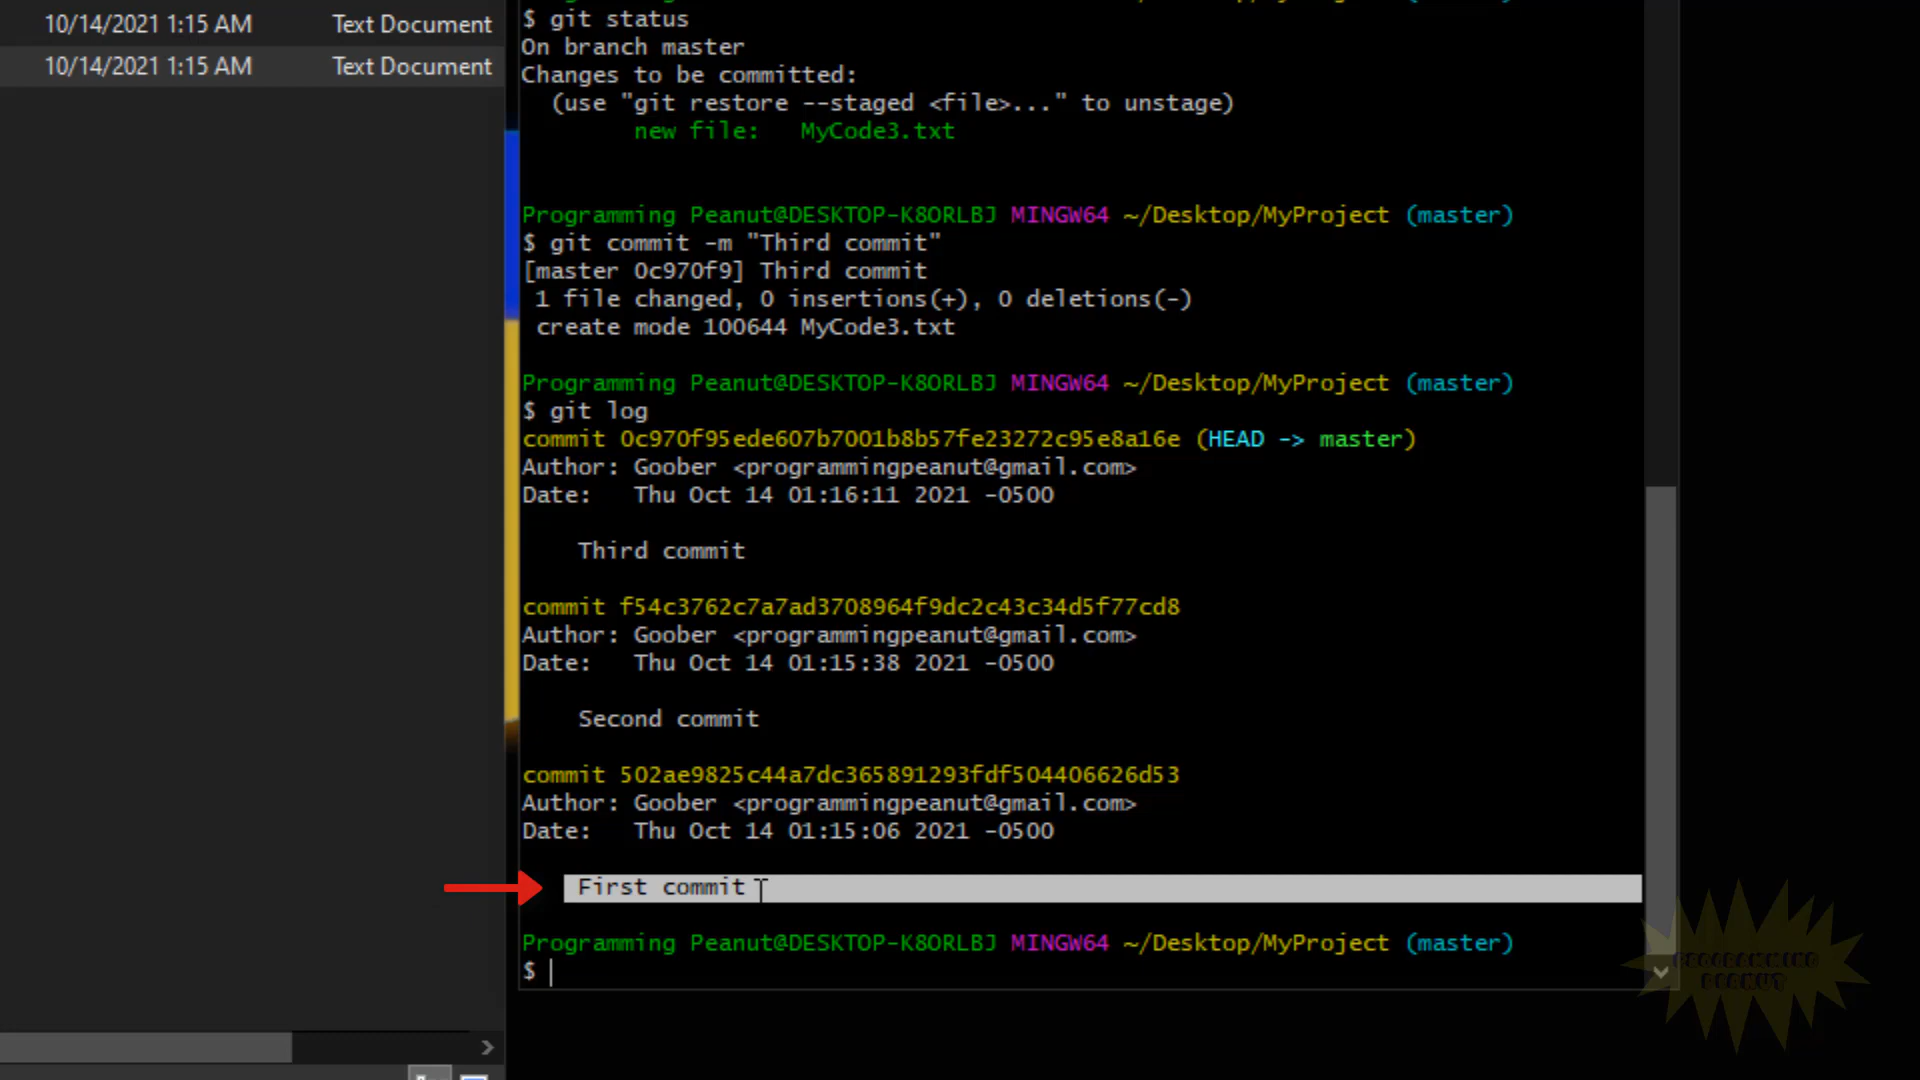 10/14/2021 1:15 AM Text Document
10/14/2021 1:15 AM Text Document
$ git status
On branch master
Changes to be committed:
(use "git restore --staged <file>..." to unstage)
new file: MyCode3.txt
Programming Peanut@DESKTOP-K8ORLBJ MINGW64 ~/Desktop/MyProject (master)
$ git commit -m "Third commit"
[master 0c970f9] Third commit
1 file changed, 0 insertions(+), 0 deletions(-)
create mode 100644 MyCode3.txt
Programming Peanut@DESKTOP-K8ORLBJ MINGW64 ~/Desktop/MyProject (master)
$ git log
commit 0c970f95ede607b7001b8b57fe23272c95e8a16e (HEAD -> master)
Author: Goober <programmingpeanut@gmail.com>
Date: Thu Oct 14 01:16:11 2021 -0500
Third commit
commit f54c3762c7a7ad3708964f9dc2c43c34d5f77cd8
Author: Goober <programmingpeanut@gmail.com>
Date: Thu Oct 14 01:15:38 2021 -0500
Second commit
commit 502ae9825c44a7dc365891293fdf504406626d53
Author: Goober <programmingpeanut@gmail.com>
Date: Thu Oct 14 01:15:06 2021 -0500
First commit
Programming Peanut@DESKTOP-K8ORLBJ MINGW64 ~/Desktop/MyProject (master)
$
PROGRAMMING
PEANUT